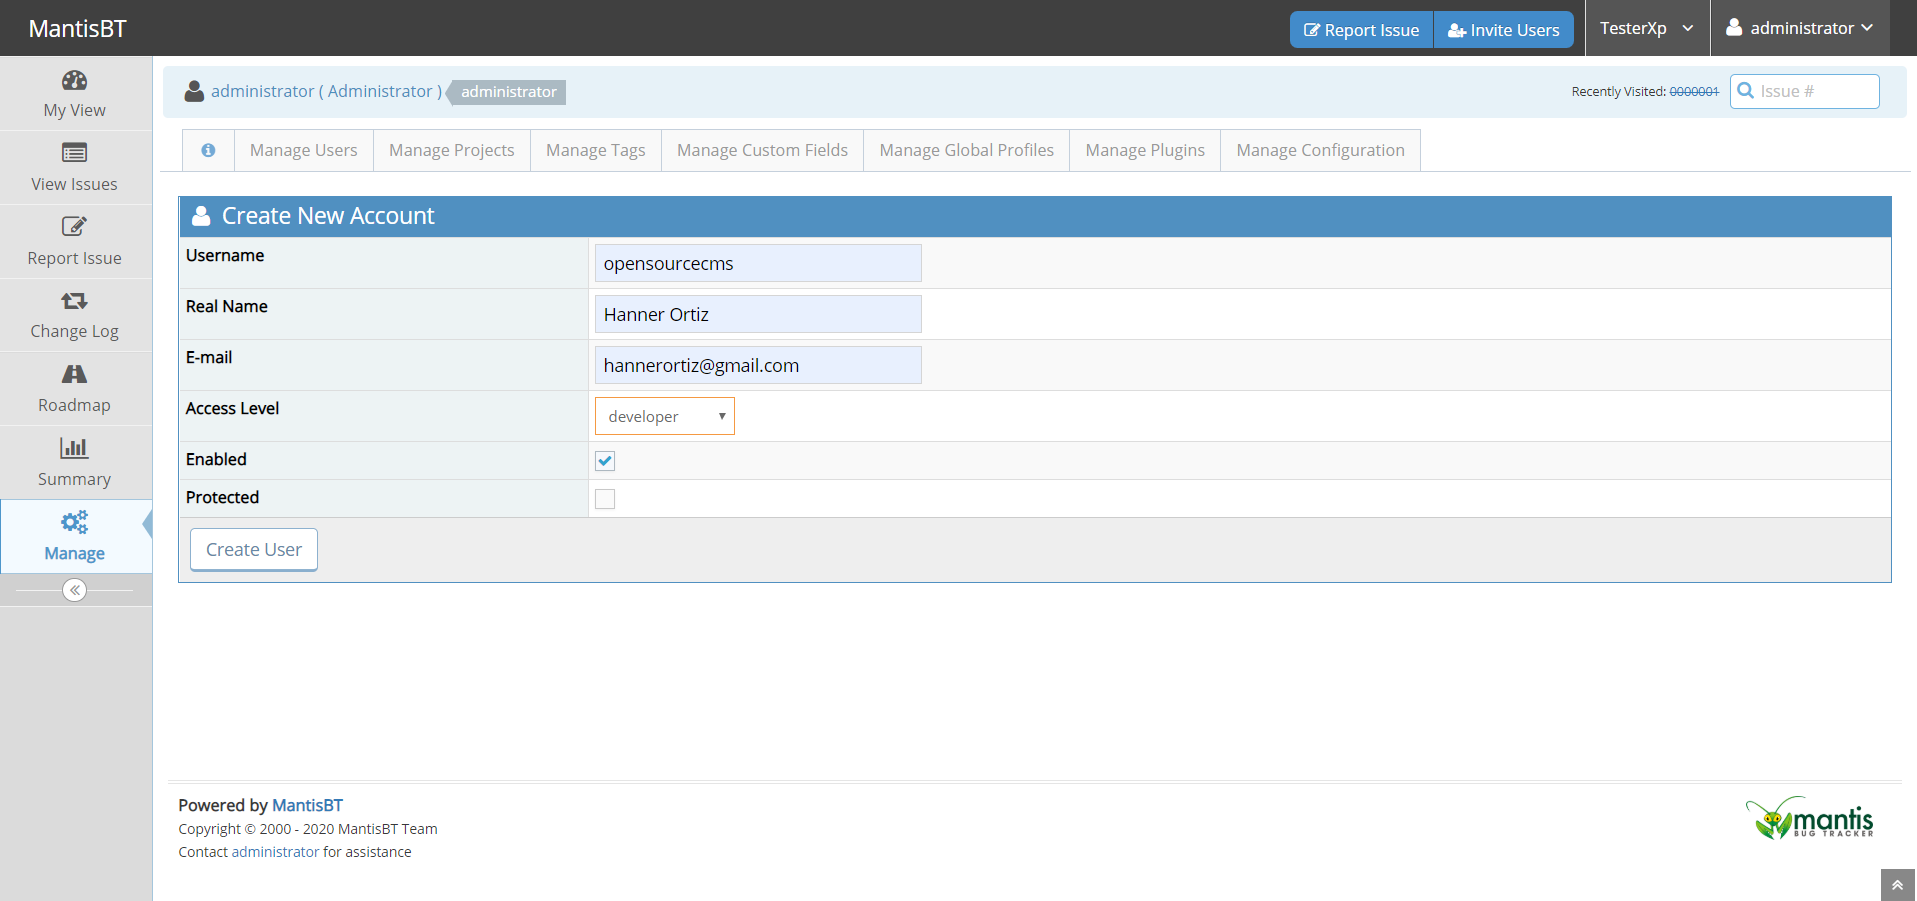 MantisBT
Report Issue
Invite Users
TesterXp
administrator
My View
View Issues
Report Issue
Change Log
Roadmap
Summary
Manage
administrator ( Administrator ) administrator
Recently Visited: 0000001
Issue #
Manage Users
Manage Projects
Manage Tags
Manage Custom Fields
Manage Global Profiles
Manage Plugins
Manage Configuration
Create New Account
Username
opensourcecms
Real Name
Hanner Ortiz
E-mail
hannerortiz@gmail.com
Access Level
developer
Enabled
Protected
Create User
Powered by MantisBT
Copyright © 2000 - 2020 MantisBT Team
Contact administrator for assistance
mantis
BUG TRACKER